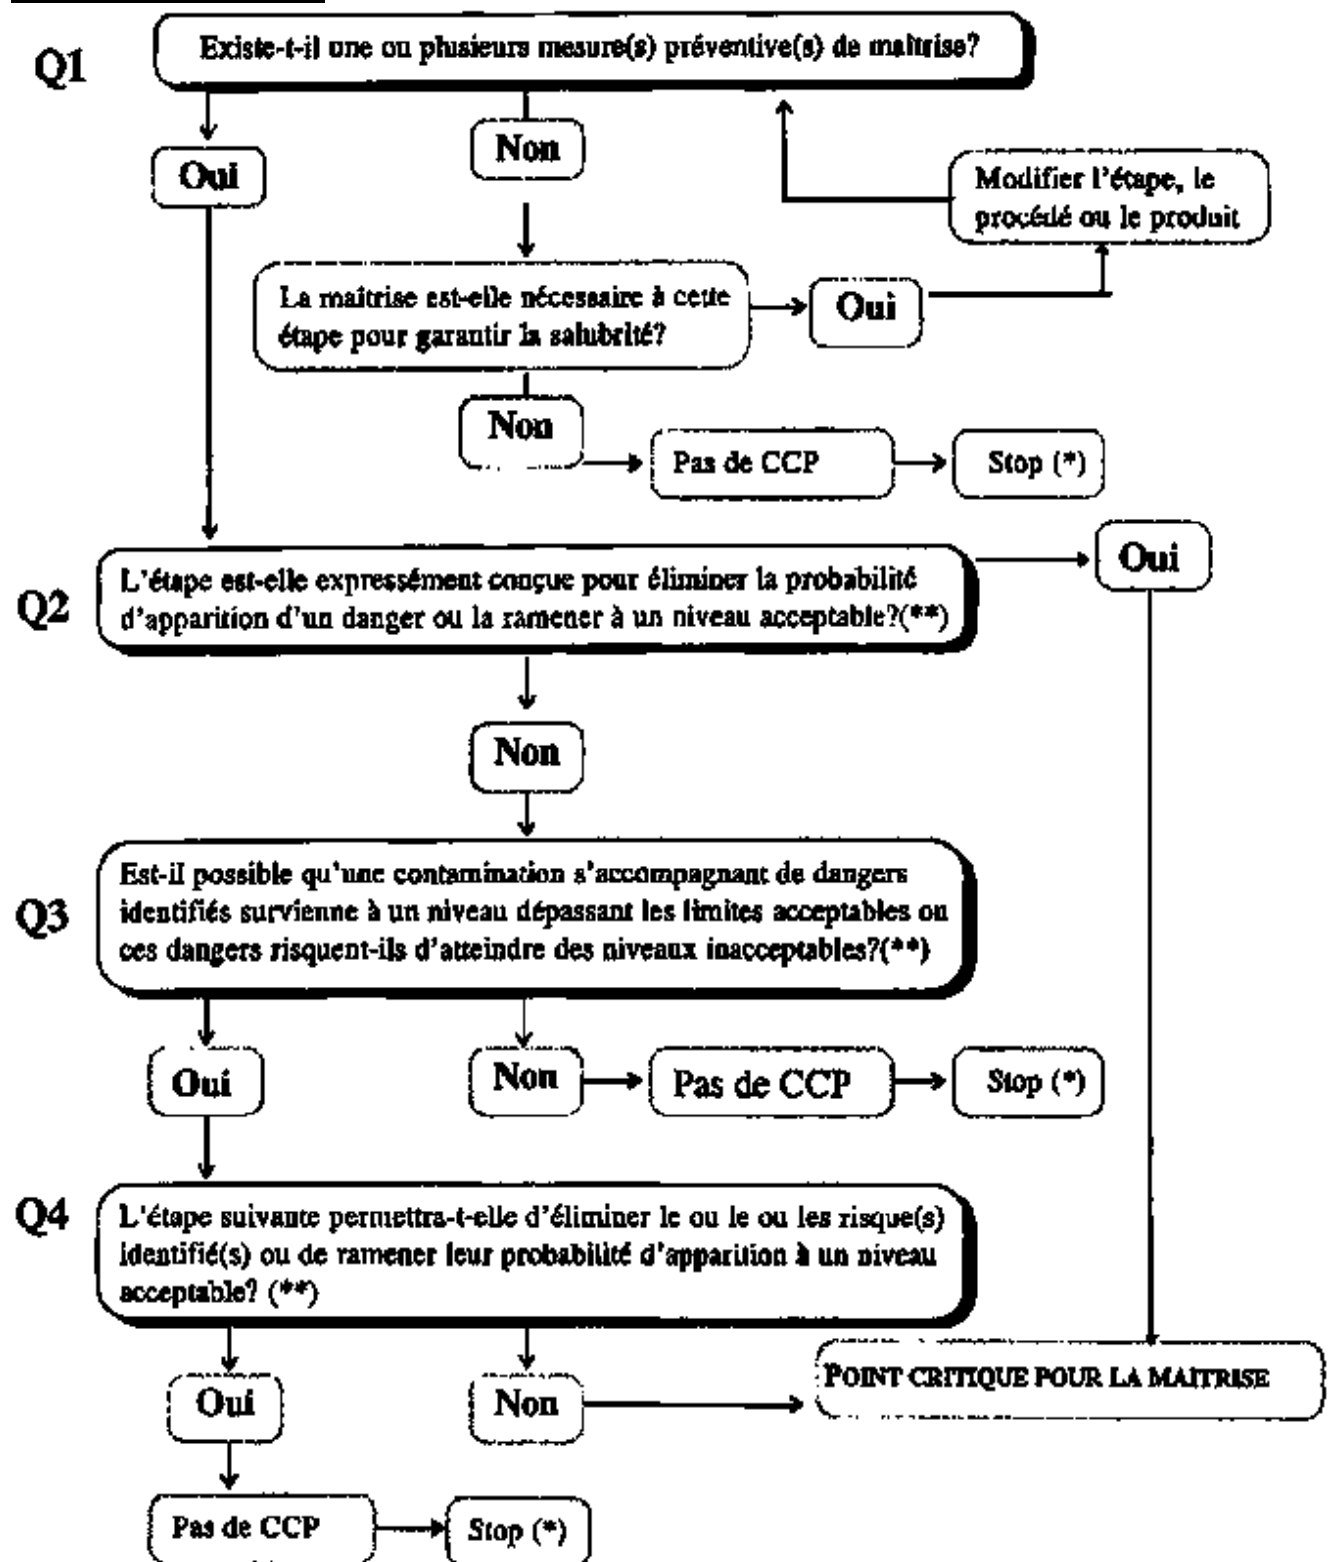 Q1
Existe-t-il une ou plusieurs mesure(s) préventive(s) de maîtrise?
Oui
Non
Modifier l'étape, le
procédé ou le produit
La maîtrise est-elle nécessaire à cette
étape pour garantir la salubrité?
Oui
Non
Pas de CCP
Stop (*)
Q2
L'étape est-elle expressément conçue pour éliminer la probabilité
d'apparition d'un danger ou la ramener à un niveau acceptable?(**)
Oui
Non
Q3
Est-il possible qu'une contamination s'accompagnant de dangers
identifiés survienne à un niveau dépassant les limites acceptables ou
ces dangers risquent-ils d'atteindre des niveaux inacceptables?(**)
Oui
Non
Pas de CCP
Stop (*)
Q4
L'étape suivante permettra-t-elle d'éliminer le ou le ou les risque(s)
identifié(s) ou de ramener leur probabilité d'apparition à un niveau
acceptable? (**)
Oui
Non
POINT CRITIQUE POUR LA MAITRISE
Pas de CCP
Stop (*)